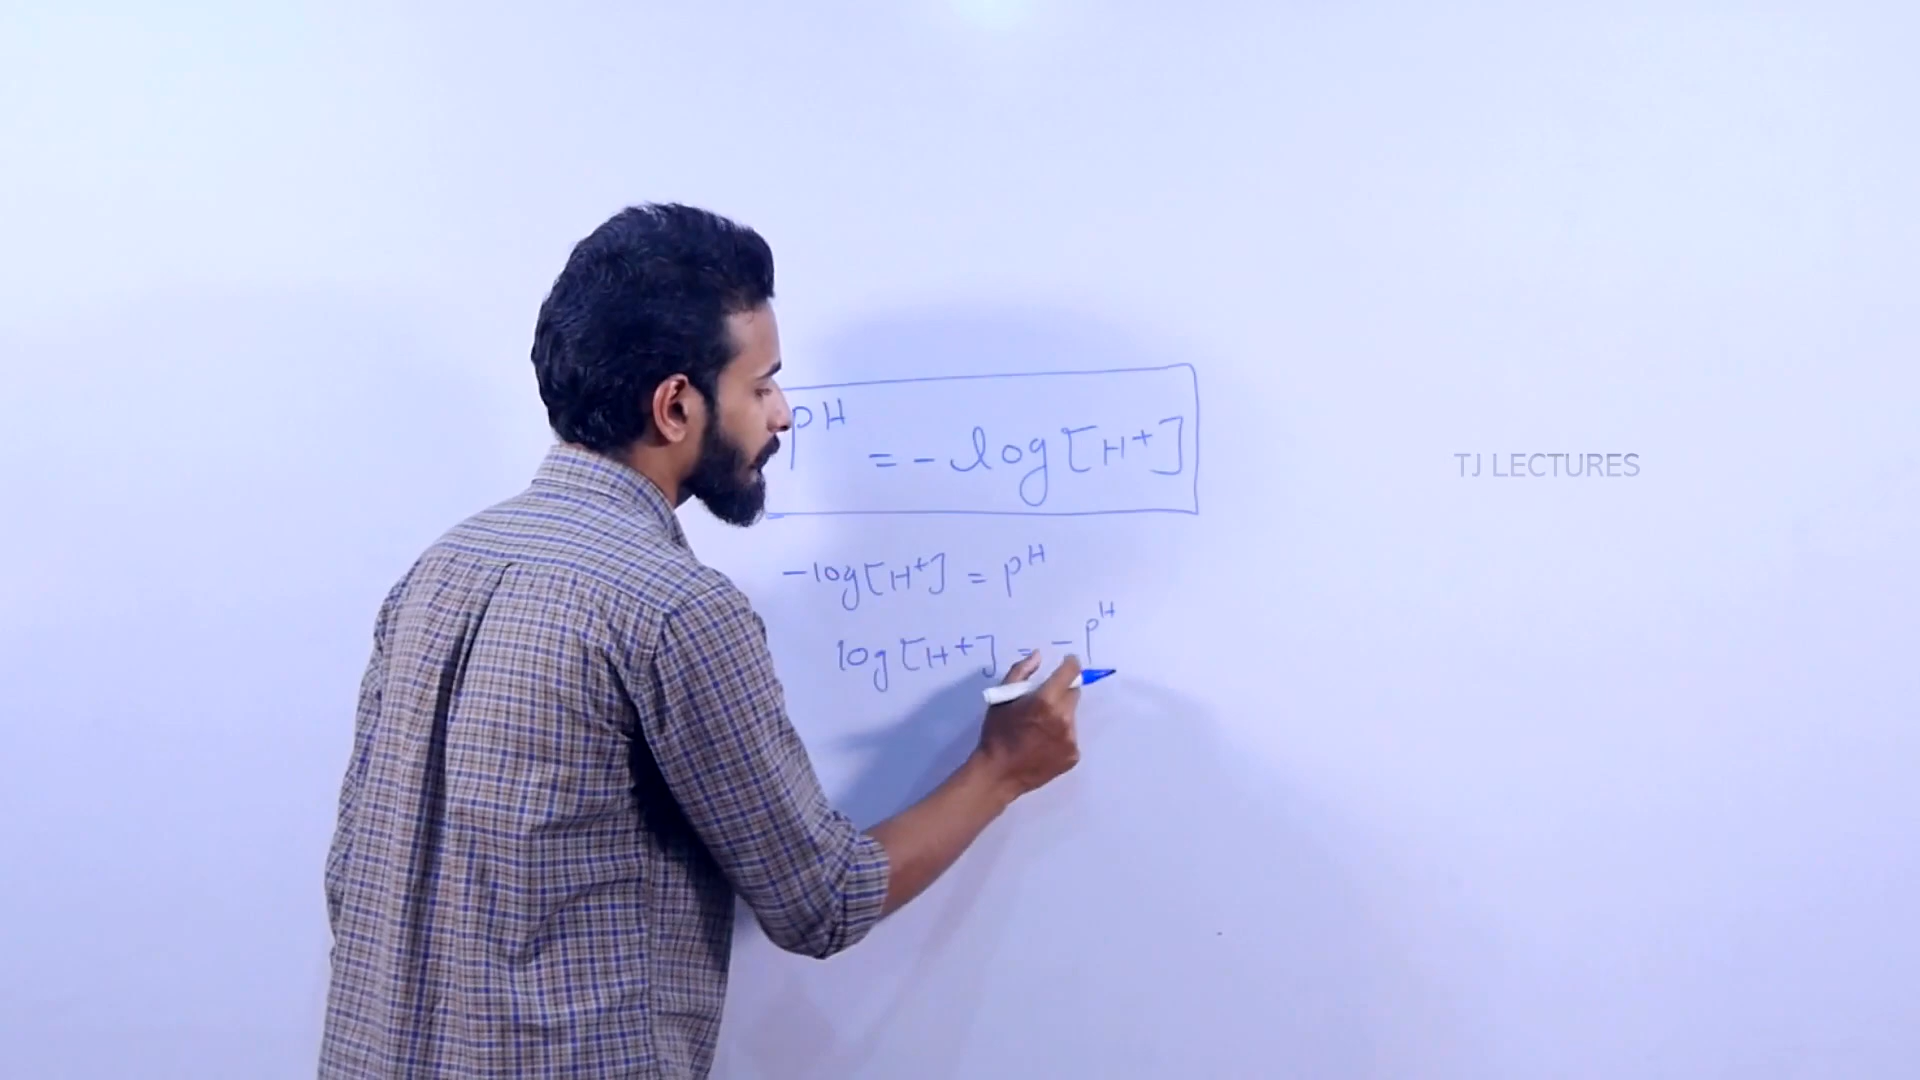 pH = - log [H+]
TJ LECTURES
-log [H+] = pH
log [H+] = - pH